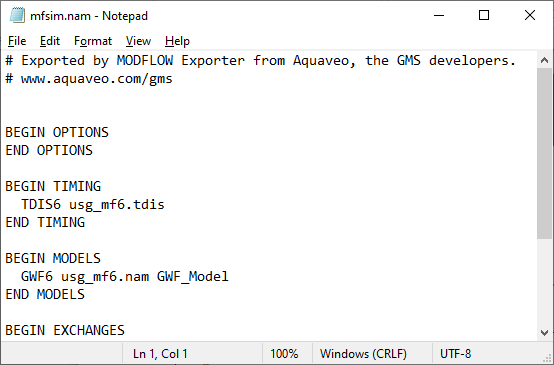 mfsim.nam - Notepad
File Edit Format View Help
# Exported by MODFLOW Exporter from Aquaveo, the GMS developers.
# www.aquaveo.com/gms
BEGIN OPTIONS
END OPTIONS
BEGIN TIMING
  TDIS6 usg_mf6.tdis
END TIMING
BEGIN MODELS
  GWF6 usg_mf6.nam GWF_Model
END MODELS
BEGIN EXCHANGES
Ln 1, Col 1 100% Windows (CRLF) UTF-8